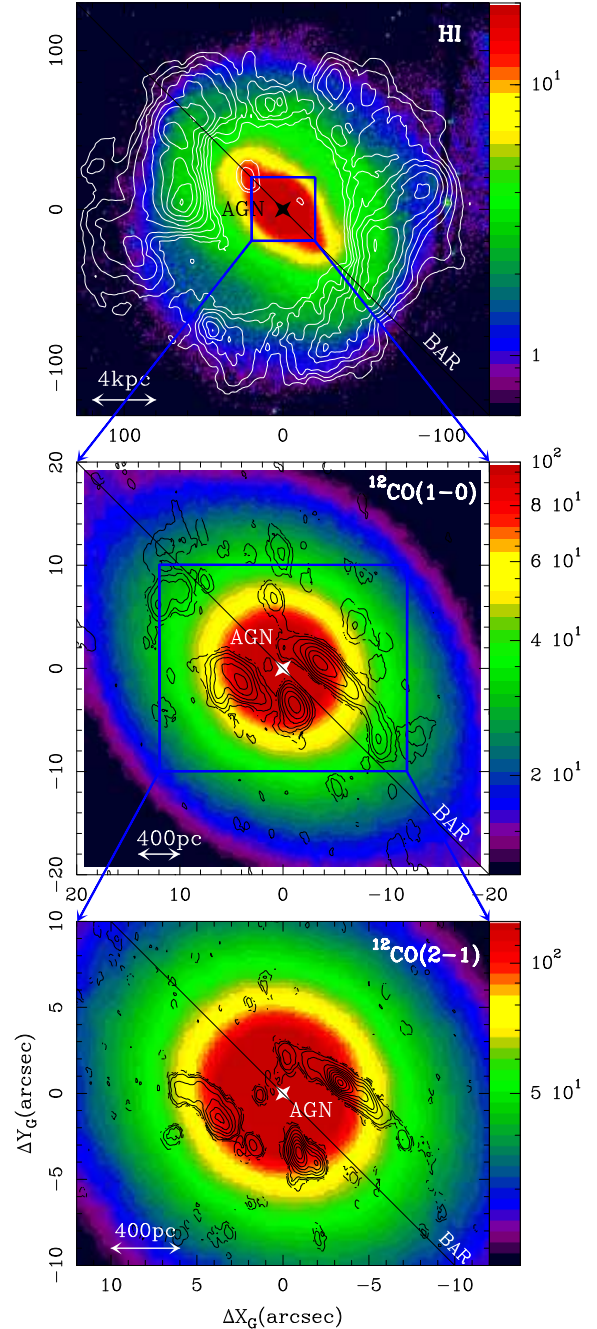 HI
100
0
-100
AGN
BAR
4kpc
100 0 -100
10¹
1
¹²CO(1-0)
20
10
0
-10
-20
AGN
BAR
400pc
20 10 0 -10 -20
10²
8 10¹
6 10¹
4 10¹
2 10¹
¹²CO(2-1)
10
5
0
-5
-10
ΔY_G(arcsec)
AGN
BAR
400pc
10 5 0 -5 -10
ΔX_G(arcsec)
10²
5 10¹